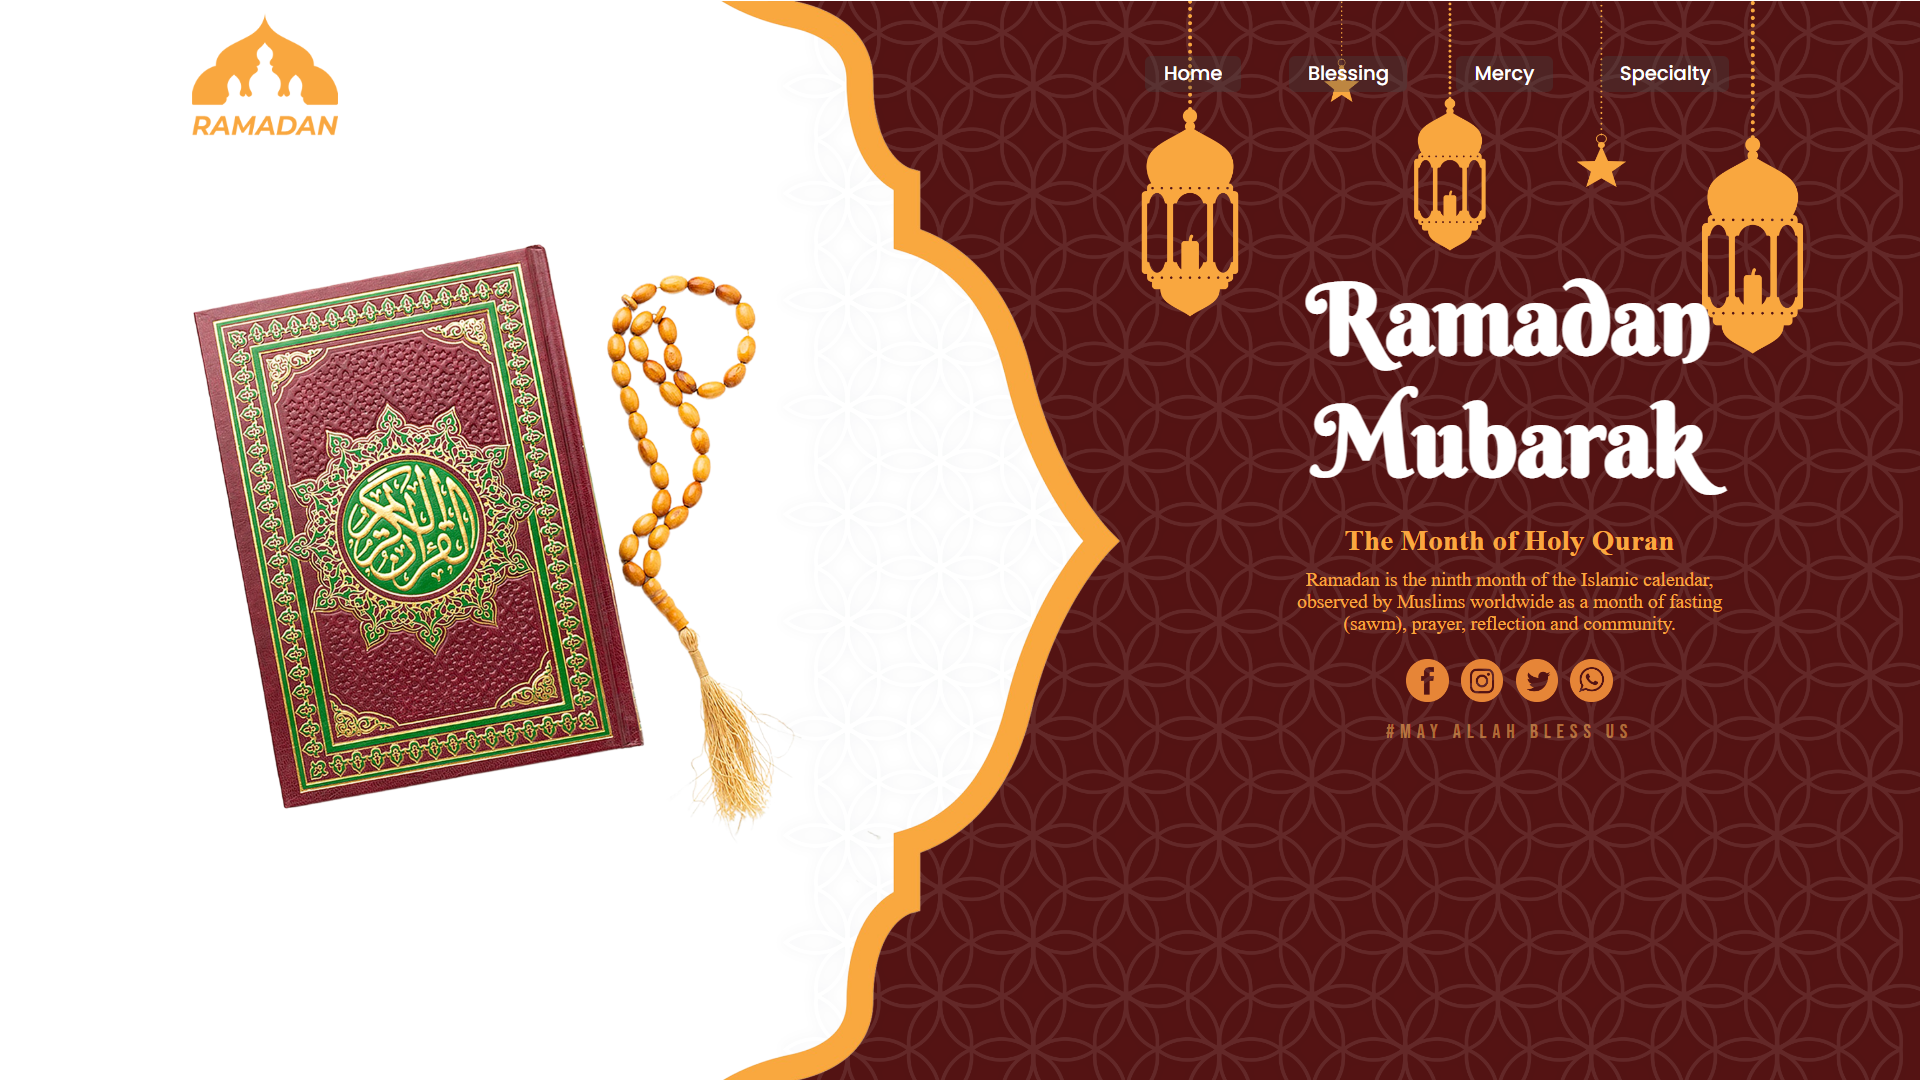 RAMADAN
Home
Blessing
Mercy
Specialty
القرآن الكريم
Ramadan
Mubarak
The Month of Holy Quran
Ramadan is the ninth month of the Islamic calendar,
observed by Muslims worldwide as a month of fasting
(sawm), prayer, reflection and community.
#MAY ALLAH BLESS US